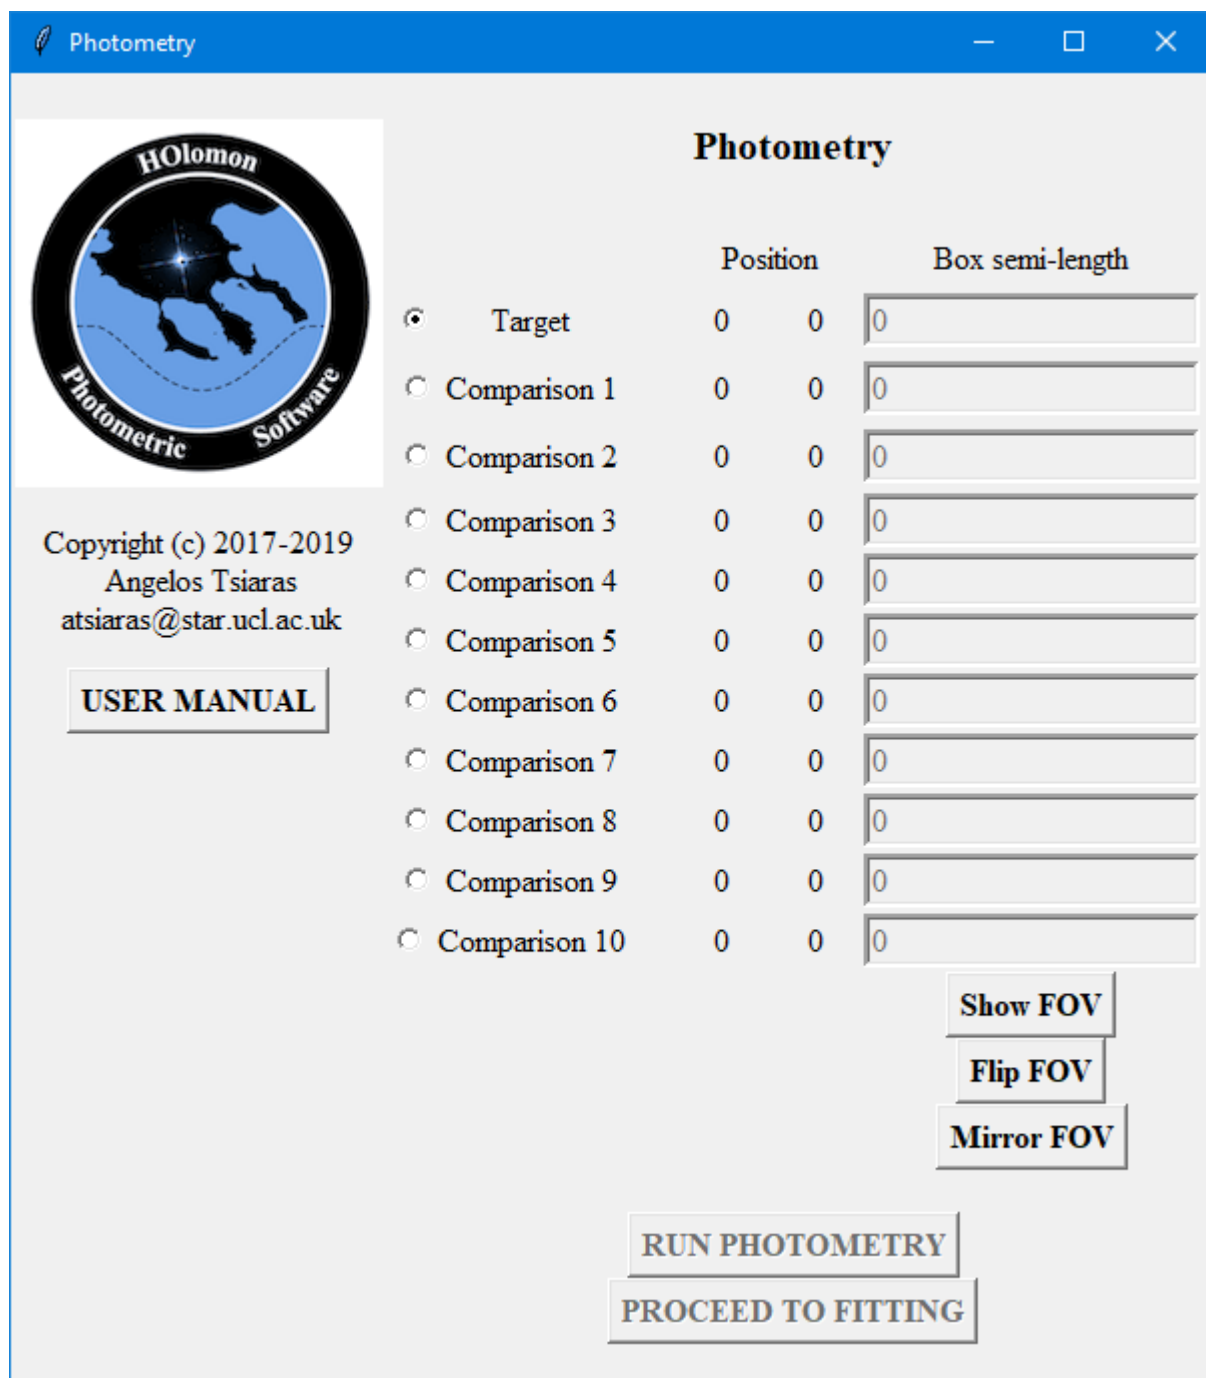 Photometry
HOlomon
Photometric Software
Copyright (c) 2017-2019
Angelos Tsiaras
atsiaras@star.ucl.ac.uk
USER MANUAL
Photometry
Position Box semi-length
Target 0 0 0
Comparison 1 0 0 0
Comparison 2 0 0 0
Comparison 3 0 0 0
Comparison 4 0 0 0
Comparison 5 0 0 0
Comparison 6 0 0 0
Comparison 7 0 0 0
Comparison 8 0 0 0
Comparison 9 0 0 0
Comparison 10 0 0 0
Show FOV
Flip FOV
Mirror FOV
RUN PHOTOMETRY
PROCEED TO FITTING